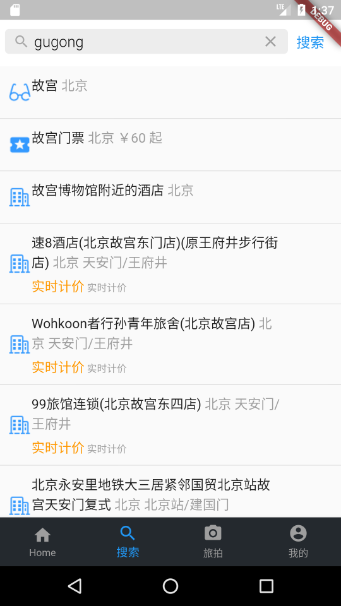 LTE 1:37
DEBUG
gugong 搜索
故宫 北京
故宫门票 北京 ￥60 起
故宫博物馆附近的酒店 北京
速8酒店(北京故宫东门店)(原王府井步行街
店) 北京 天安门/王府井
实时计价 实时计价
Wohkoon者行孙青年旅舍(北京故宫店) 北
京 天安门/王府井
实时计价 实时计价
99旅馆连锁(北京故宫东四店) 北京 天安门/
王府井
实时计价 实时计价
北京永安里地铁大三居紧邻国贸北京站故
宫天安门复式 北京 北京站/建国门
Home 搜索 旅拍 我的